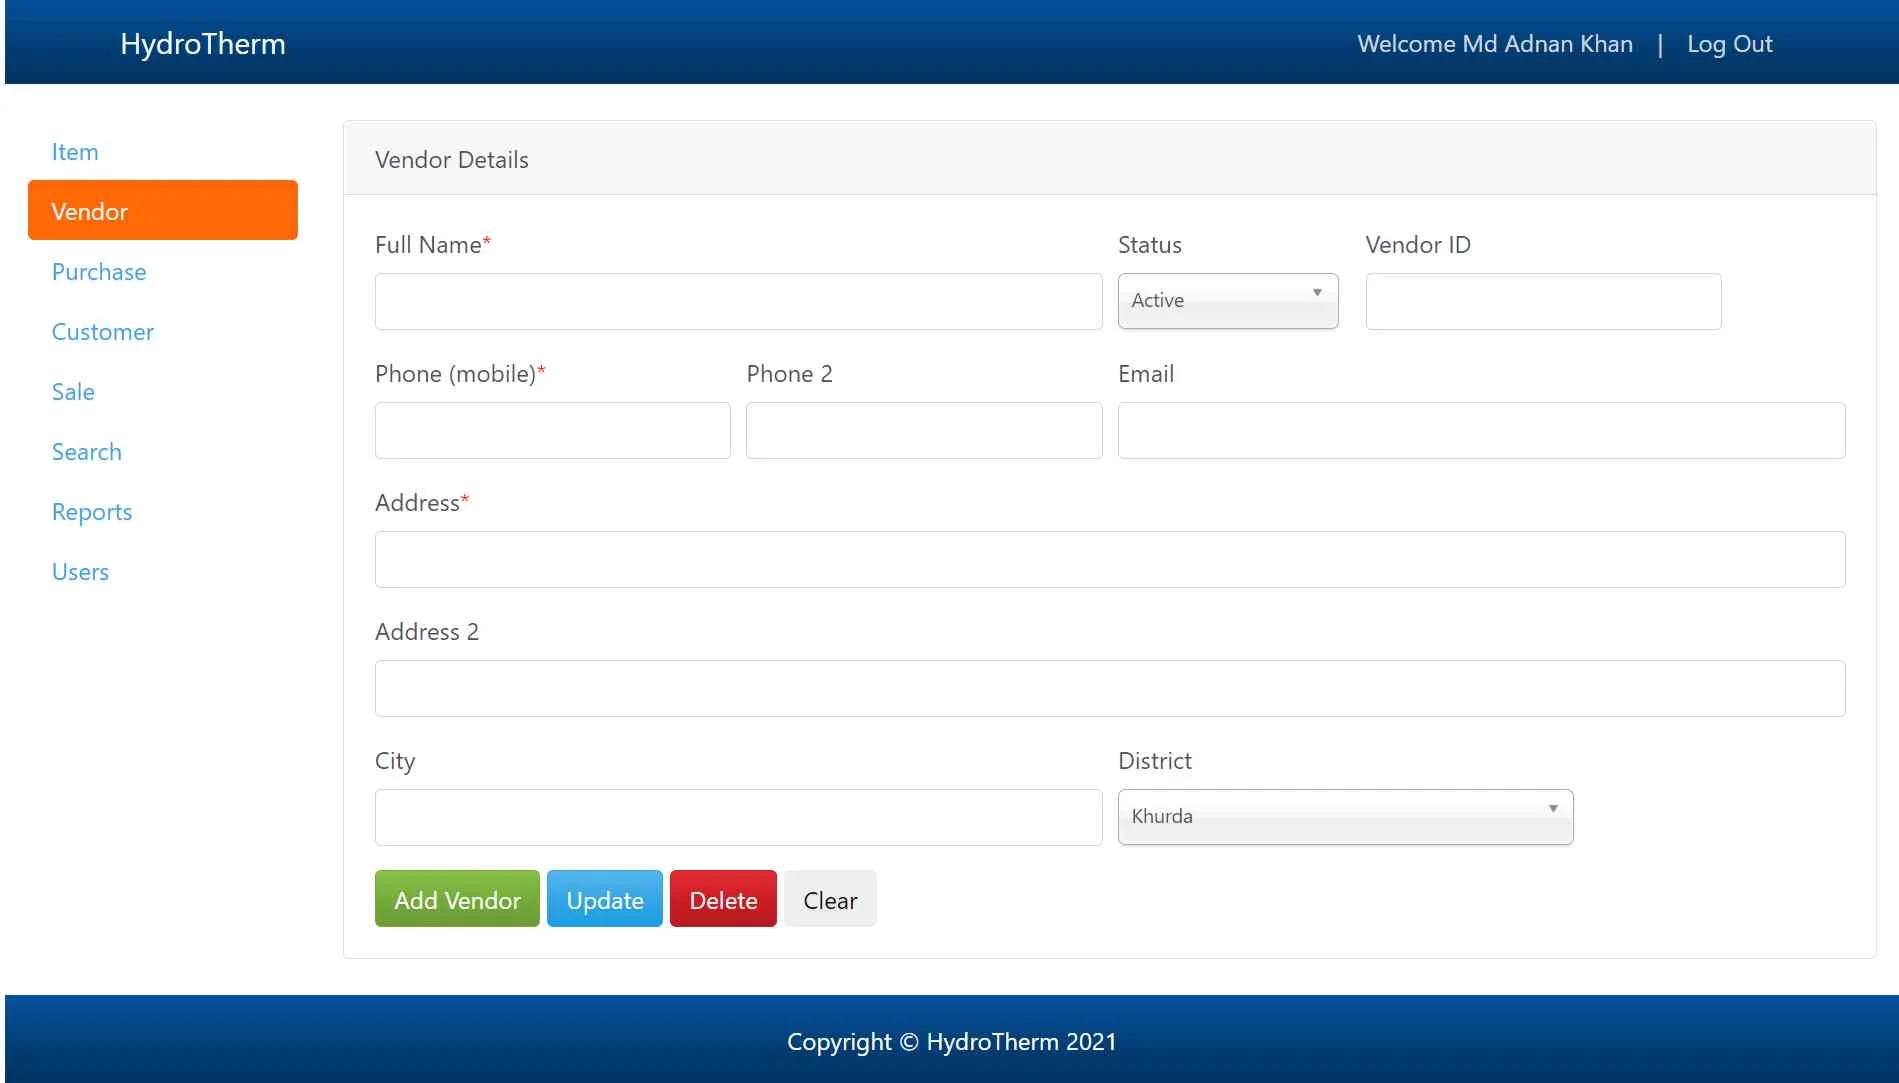 HydroTherm
Welcome Md Adnan Khan | Log Out
Item
Vendor
Purchase
Customer
Sale
Search
Reports
Users
Vendor Details
Full Name* Status Vendor ID
Active
Phone (mobile)* Phone 2 Email
Address*
Address 2
City District
Khurda
Add Vendor Update Delete Clear
Copyright © HydroTherm 2021